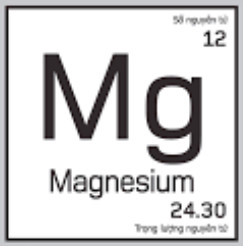 Số nguyên tử
12
Mg
Magnesium
24.30
Trọng lượng nguyên tử